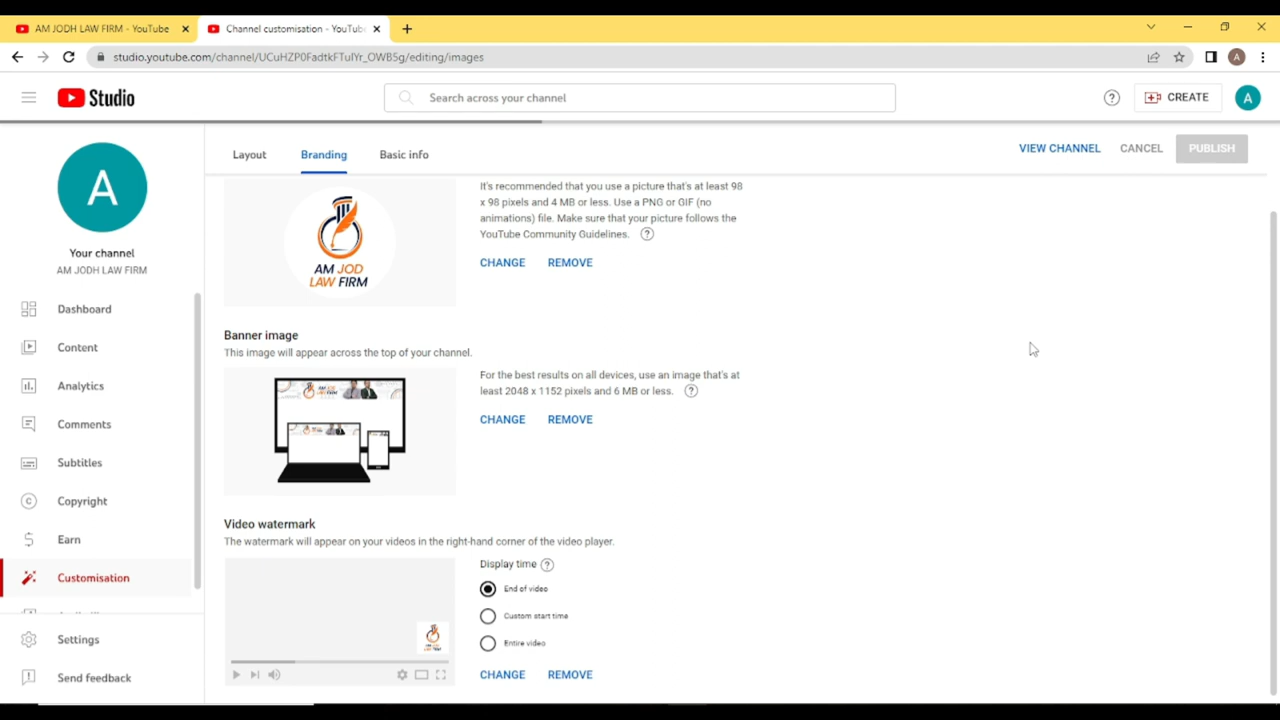 AM JODH LAW FIRM - YouTube
Channel customisation - YouTub
studio.youtube.com/channel/UCuHZP0FadtkFTulYr_OWB5g/editing/images
A
Studio
Search across your channel
CREATE
A
A
Your channel
AM JODH LAW FIRM
Dashboard
Content
Analytics
Comments
Subtitles
Copyright
Earn
Customisation
Settings
Send feedback
Layout
Branding
Basic info
VIEW CHANNEL
CANCEL
PUBLISH
AM JOD
LAW FIRM
It's recommended that you use a picture that's at least 98
x 98 pixels and 4 MB or less. Use a PNG or GIF (no
animations) file. Make sure that your picture follows the
YouTube Community Guidelines.
CHANGE
REMOVE
Banner image
This image will appear across the top of your channel.
For the best results on all devices, use an image that's at
least 2048 x 1152 pixels and 6 MB or less.
CHANGE
REMOVE
Video watermark
The watermark will appear on your videos in the right-hand corner of the video player.
Display time
End of video
Custom start time
Entire video
CHANGE
REMOVE